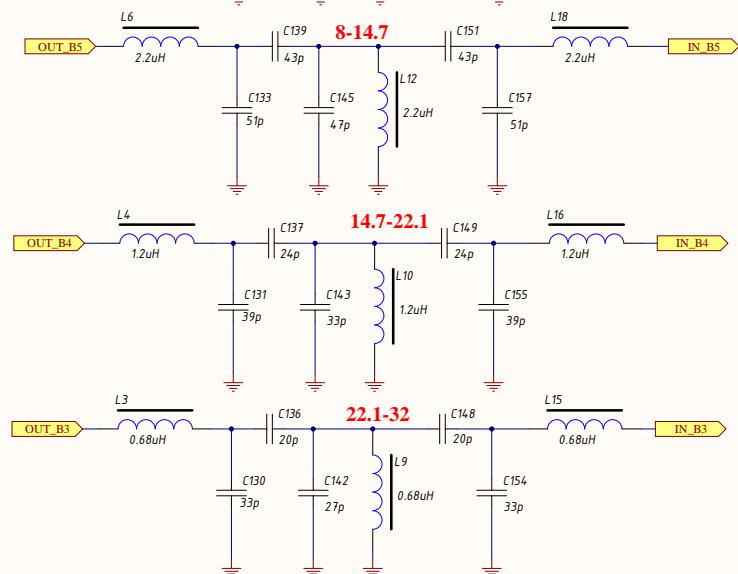 L6 C139 8-14.7 C151 L18
OUT_B5 IN_B5
2.2uH 43p 43p 2.2uH
L12
C133 C145 2.2uH C157
51p 47p 51p
L4 C137 14.7-22.1 C149 L16
OUT_B4 IN_B4
1.2uH 24p 24p 1.2uH
L10
C131 C143 1.2uH C155
39p 33p 39p
L3 C136 22.1-32 C148 L15
OUT_B3 IN_B3
0.68uH 20p 20p 0.68uH
L9
C130 C142 0.68uH C154
33p 27p 33p